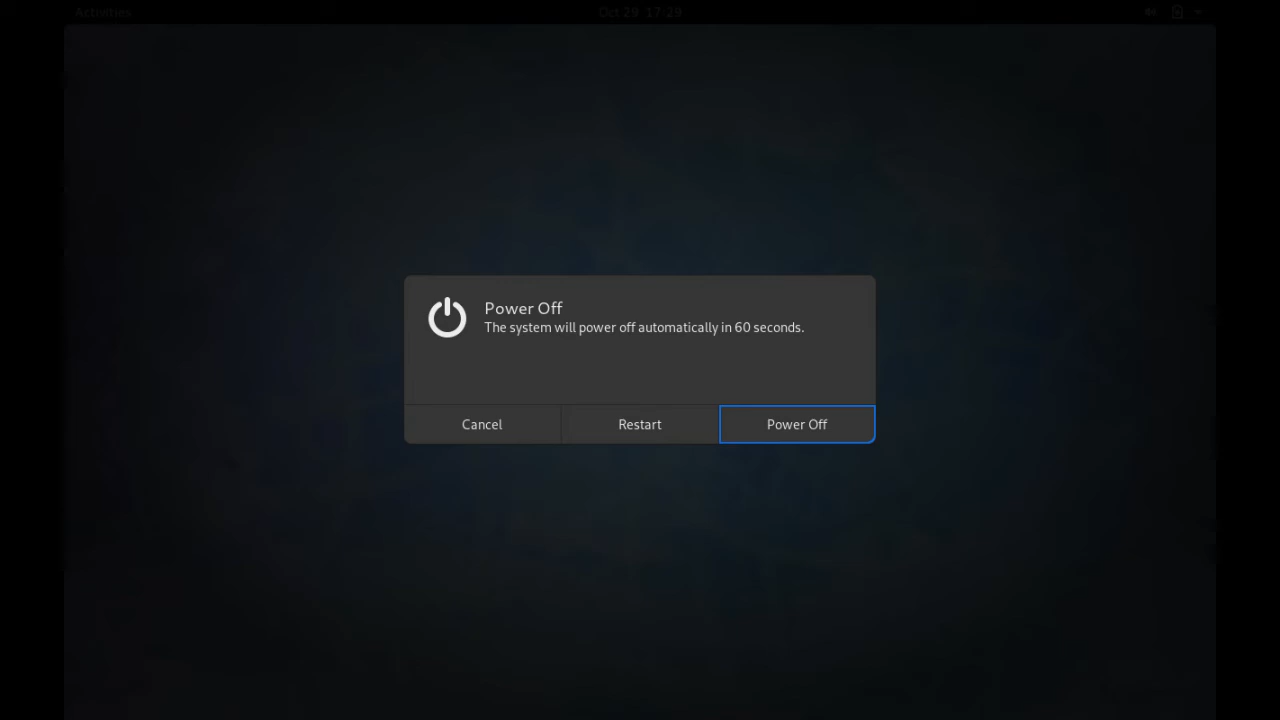 Activities Oct 29 17:29
Power Off
The system will power off automatically in 60 seconds.
Cancel Restart Power Off